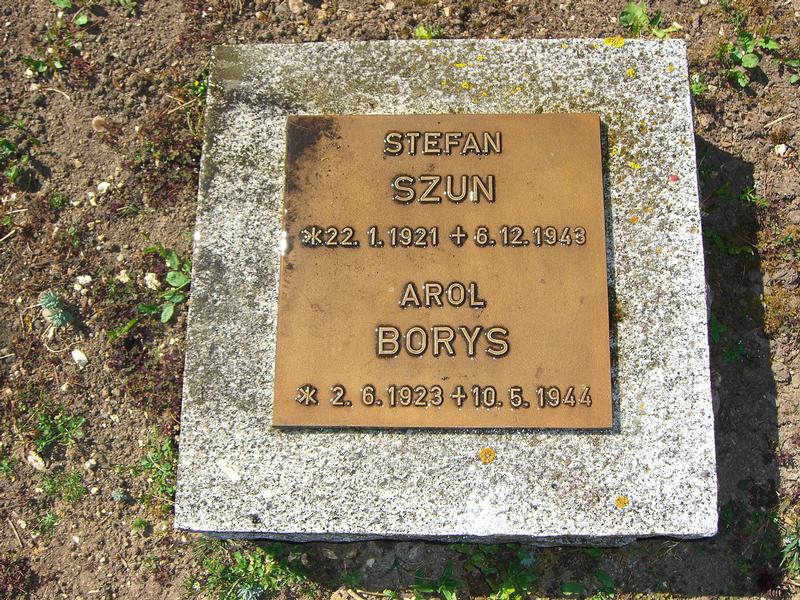 STEFAN
SZUN
*22.1.1921 + 6.12.1943
AROL
BORYS
* 2. 6.1923 + 10.5.1944